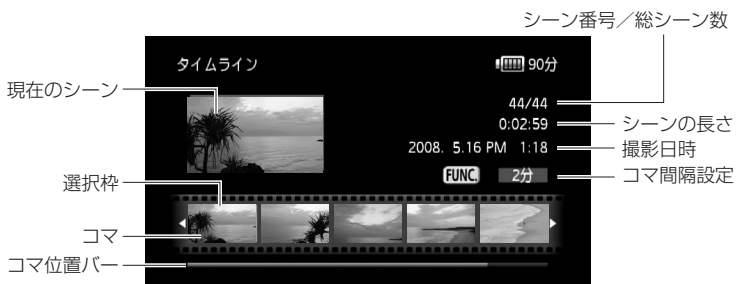 シーン番号／総シーン数
タイムライン
90分
現在のシーン
44/44
0:02:59
シーンの長さ
2008. 5.16 PM 1:18
撮影日時
FUNC.
2分
コマ間隔設定
選択枠
コマ
コマ位置バー